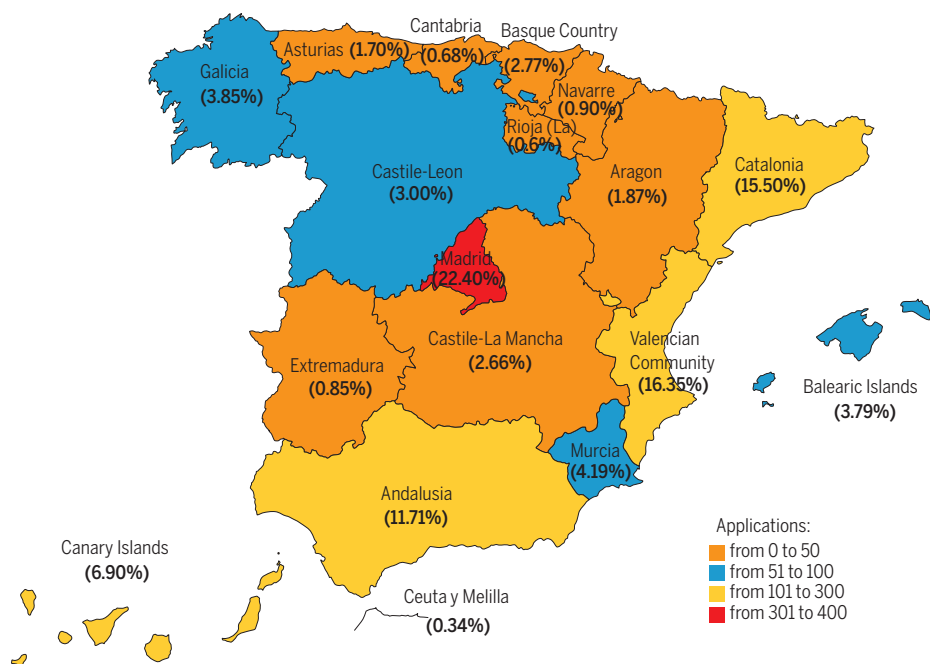 Cantabria
(0.68%)
Basque Country
(2.77%)
Asturias (1.70%)
Galicia
(3.85%)
Navarre
(0.90%)
Rioja (La)
(0.6%)
Castile-Leon
(3.00%)
Aragon
(1.87%)
Catalonia
(15.50%)
Madrid
(22.40%)
Castile-La Mancha
(2.66%)
Valencian
Community
(16.35%)
Extremadura
(0.85%)
Balearic Islands
(3.79%)
Murcia
(4.19%)
Andalusia
(11.71%)
Canary Islands
(6.90%)
Ceuta y Melilla
(0.34%)
Applications:
from 0 to 50
from 51 to 100
from 101 to 300
from 301 to 400